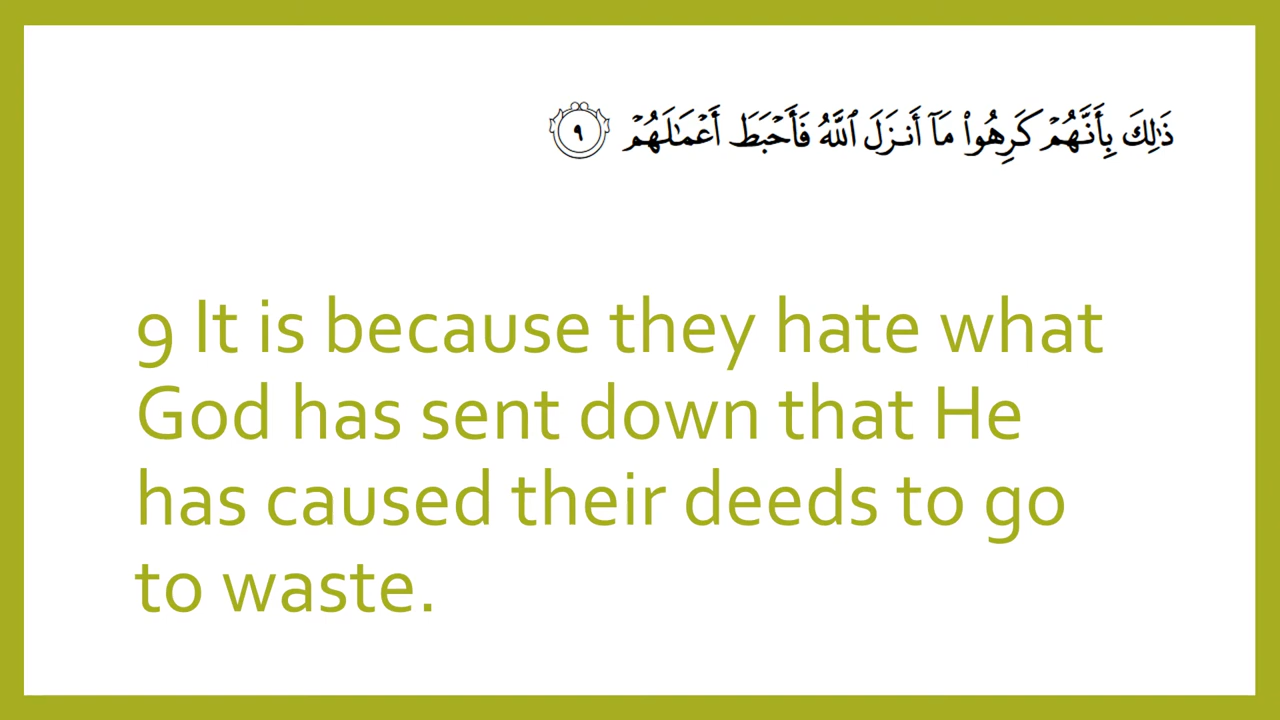 ذَٰلِكَ بِأَنَّهُمْ كَرِهُوا۟ مَآ أَنزَلَ ٱللَّهُ فَأَحْبَطَ أَعْمَـٰلَهُمْ ٩
9 It is because they hate what
God has sent down that He
has caused their deeds to go
to waste.